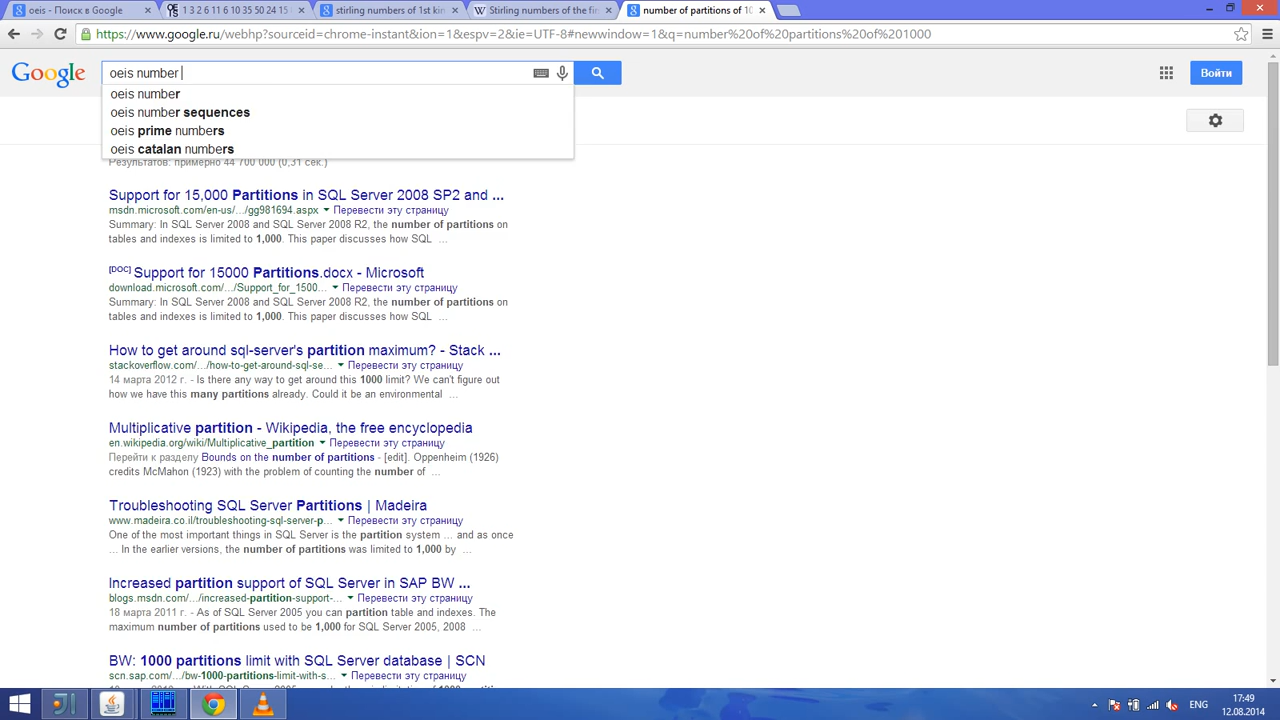 oeis - Поиск в Google
1 3 2 6 11 6 10 35 50 24 15
stirling numbers of 1st kin
Stirling numbers of the fi
number of partitions of 10
https://www.google.ru/webhp?sourceid=chrome-instant&ion=1&espv=2&ie=UTF-8#newwindow=1&q=number%20of%20partitions%20of%201000
Google
oeis number
Войти
oeis number
oeis number sequences
oeis prime numbers
oeis catalan numbers
Результатов: примерно 44 700 000 (0,31 сек.)
Support for 15,000 Partitions in SQL Server 2008 SP2 and ...
msdn.microsoft.com/en-us/.../gg981694.aspx ▼ Перевести эту страницу
Summary: In SQL Server 2008 and SQL Server 2008 R2, the number of partitions on
tables and indexes is limited to 1,000. This paper discusses how SQL ...
[DOC] Support for 15000 Partitions.docx - Microsoft
download.microsoft.com/.../Support_for_1500... ▼ Перевести эту страницу
Summary: In SQL Server 2008 and SQL Server 2008 R2, the number of partitions on
tables and indexes is limited to 1,000. This paper discusses how SQL ...
How to get around sql-server's partition maximum? - Stack ...
stackoverflow.com/.../how-to-get-around-sql-se... ▼ Перевести эту страницу
14 марта 2012 г. - Is there any way to get around this 1000 limit? We can't figure out
how we have this many partitions already. Could it be an environmental ...
Multiplicative partition - Wikipedia, the free encyclopedia
en.wikipedia.org/wiki/Multiplicative_partition ▼ Перевести эту страницу
Перейти к разделу Bounds on the number of partitions - [edit]. Oppenheim (1926)
credits McMahon (1923) with the problem of counting the number of ...
Troubleshooting SQL Server Partitions | Madeira
www.madeira.co.il/troubleshooting-sql-server-p... ▼ Перевести эту страницу
One of the most important things in SQL Server is the partition system ... and as once
... In the earlier versions, the number of partitions was limited to 1,000 by ...
Increased partition support of SQL Server in SAP BW ...
blogs.msdn.com/.../increased-partition-support-... ▼ Перевести эту страницу
18 марта 2011 г. - As of SQL Server 2005 you can partition table and indexes. The
maximum number of partitions used to be 1,000 for SQL Server 2005, 2008 ...
BW: 1000 partitions limit with SQL Server database | SCN
scn.sap.com/.../bw-1000-partitions-limit-with-s... ▼ Перевести эту страницу
ENG
17:49
12.08.2014